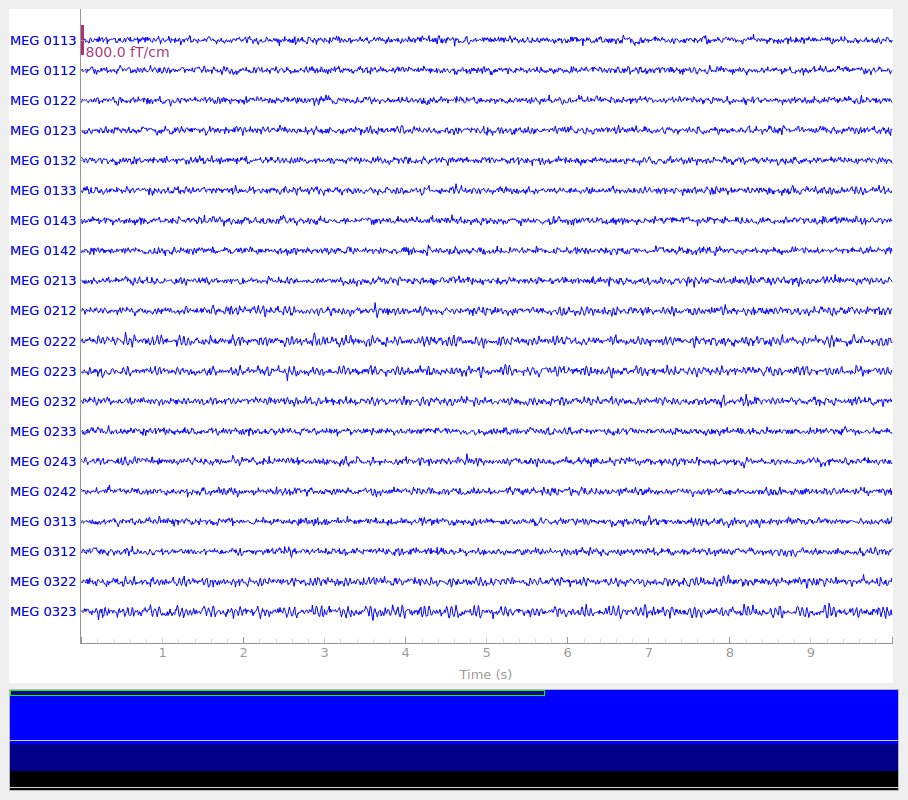 MEG 0113
800.0 fT/cm
MEG 0112
MEG 0122
MEG 0123
MEG 0132
MEG 0133
MEG 0143
MEG 0142
MEG 0213
MEG 0212
MEG 0222
MEG 0223
MEG 0232
MEG 0233
MEG 0243
MEG 0242
MEG 0313
MEG 0312
MEG 0322
MEG 0323
1 2 3 4 5 6 7 8 9
Time (s)